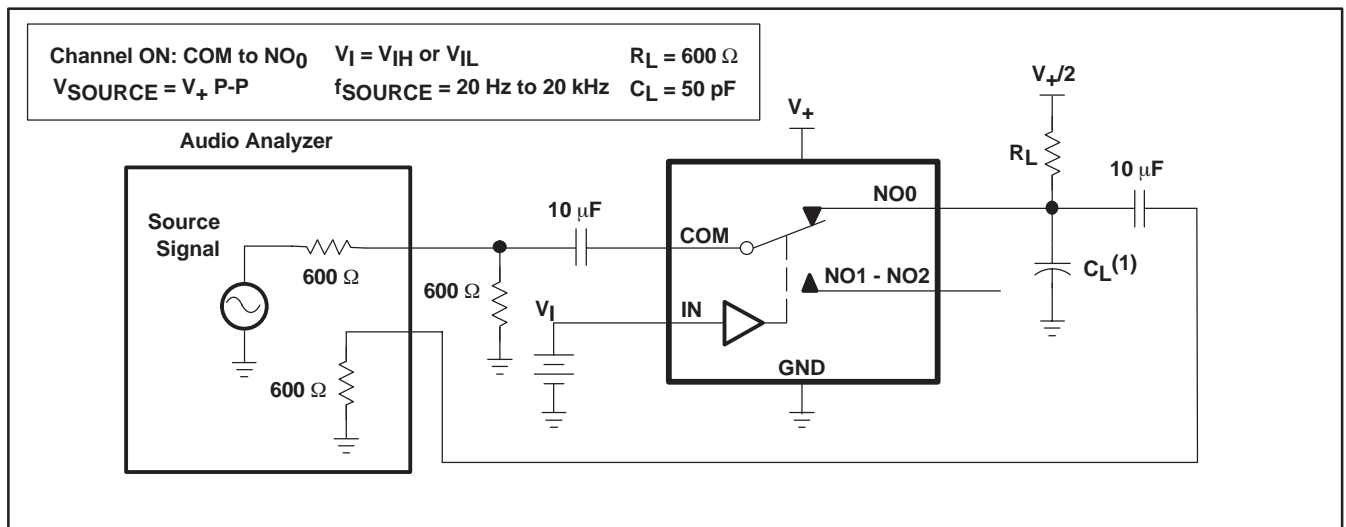 Channel ON: COM to NO0 VI = VIH or VIL RL = 600 Ω
VSOURCE = V+ P-P fSOURCE = 20 Hz to 20 kHz CL = 50 pF
Audio Analyzer
Source
Signal
600 Ω
600 Ω
600 Ω
10 μF
VI
V+
COM
IN
NO0
NO1 - NO2
GND
V+/2
RL
10 μF
CL(1)